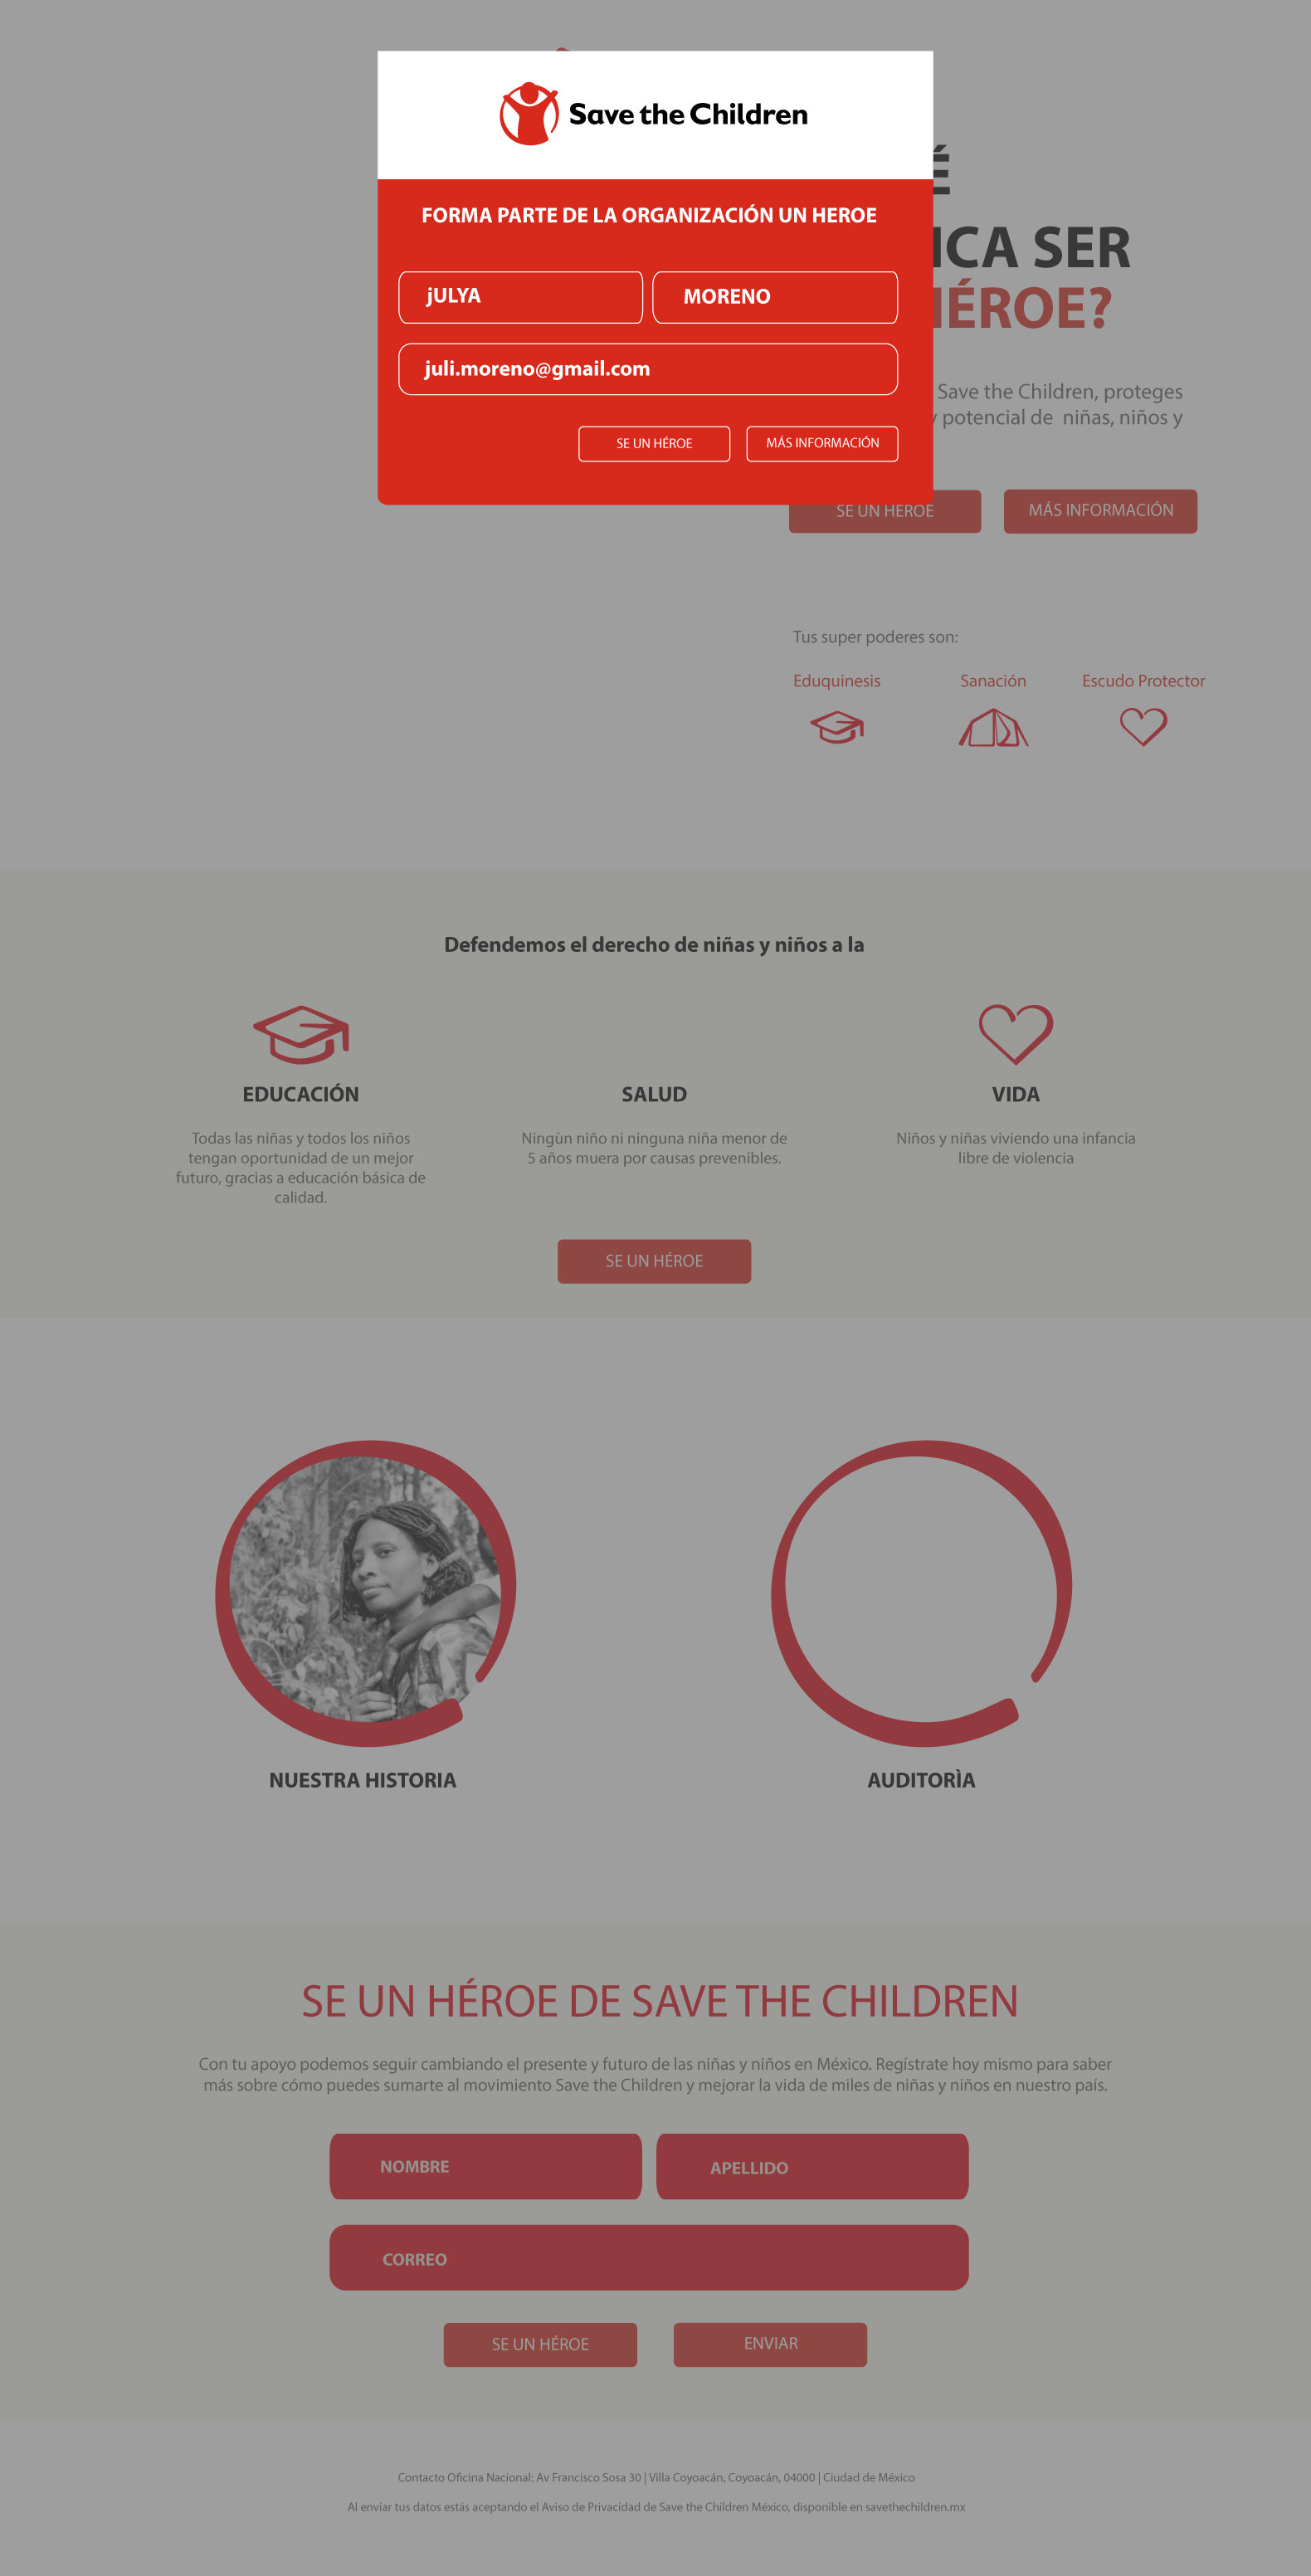 Save the Children
FORMA PARTE DE LA ORGANIZACIÓN UN HEROE
jULYA
MORENO
juli.moreno@gmail.com
SE UN HÉROE
MÁS INFORMACIÓN
É
ICA SER
HÉROE?
Save the Children, proteges
y potencial de niñas, niños y
SE UN HEROE
MÁS INFORMACIÓN
Tus super poderes son:
Eduquinesis
Sanación
Escudo Protector
Defendemos el derecho de niñas y niños a la
EDUCACIÓN
Todas las niñas y todos los niños
tengan oportunidad de un mejor
futuro, gracias a educación básica de
calidad.
SALUD
Ningùn niño ni ninguna niña menor de
5 años muera por causas prevenibles.
VIDA
Niños y niñas viviendo una infancia
libre de violencia
SE UN HÉROE
NUESTRA HISTORIA
AUDITORÌA
SE UN HÉROE DE SAVE THE CHILDREN
Con tu apoyo podemos seguir cambiando el presente y futuro de las niñas y niños en México. Regístrate hoy mismo para saber
más sobre cómo puedes sumarte al movimiento Save the Children y mejorar la vida de miles de niñas y niños en nuestro país.
NOMBRE
APELLIDO
CORREO
SE UN HÉROE
ENVIAR
Contacto Oficina Nacional: Av Francisco Sosa 30 | Villa Coyoacán, Coyoacán, 04000 | Ciudad de México
Al enviar tus datos estás aceptando el Aviso de Privacidad de Save the Children México, disponible en savethechildren.mx